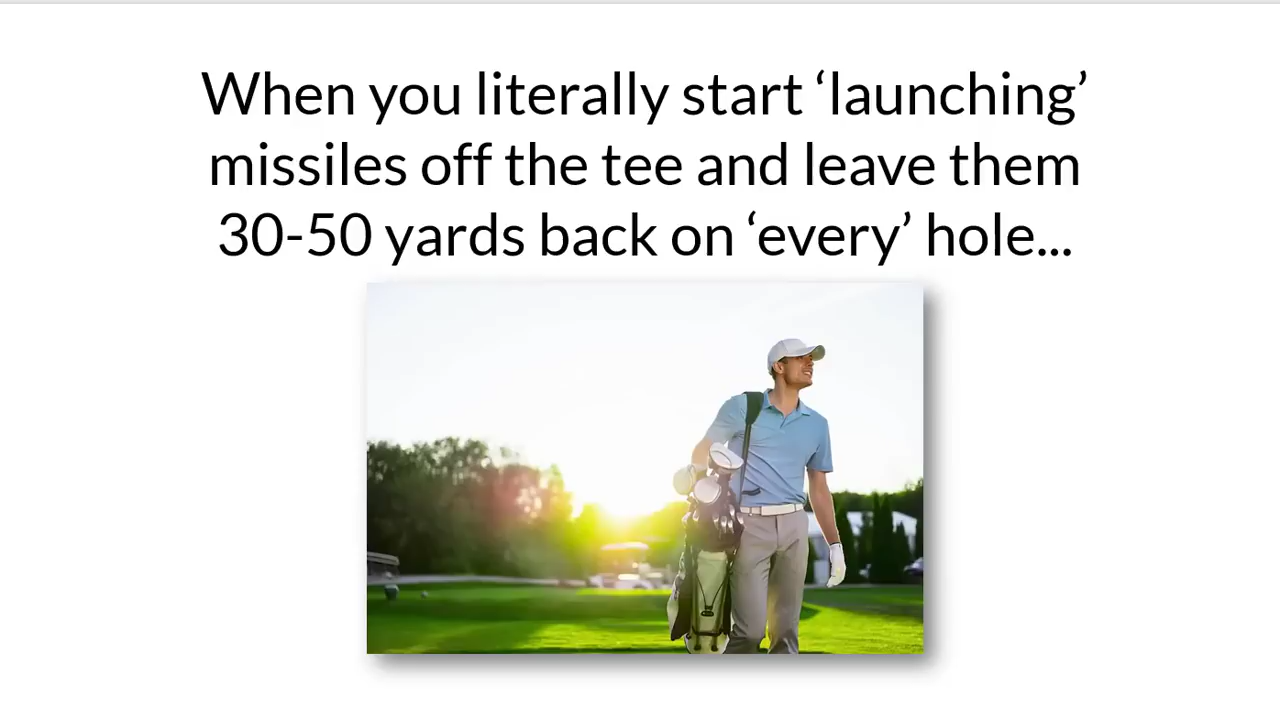 When you literally start ‘launching’
missiles off the tee and leave them
30-50 yards back on ‘every’ hole...